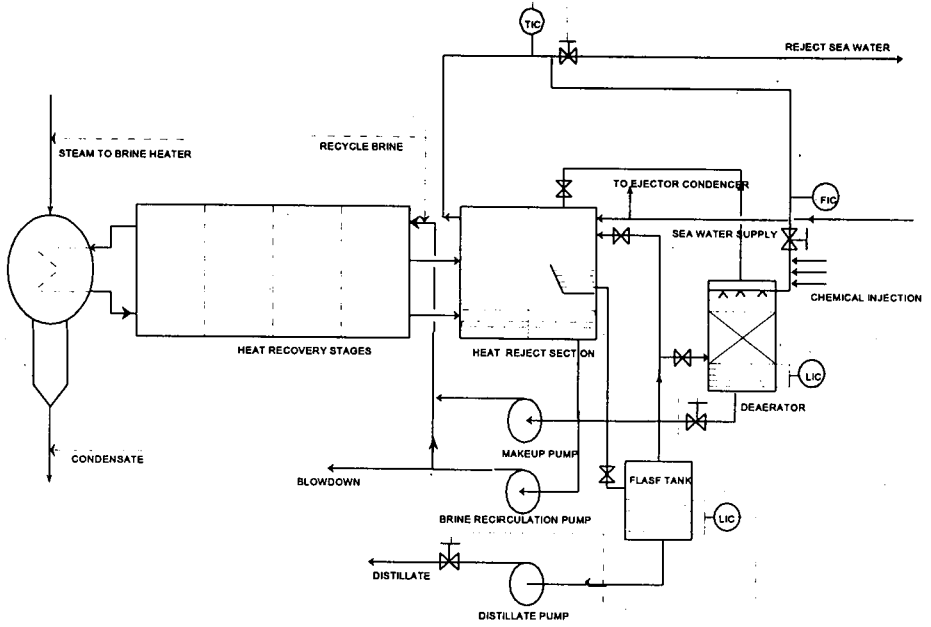 TIC
REJECT SEA WATER
STEAM TO BRINE HEATER
RECYCLE BRINE
TO EJECTOR CONDENCER
FIC
SEA WATER SUPPLY
CHEMICAL INJECTION
HEAT RECOVERY STAGES
HEAT REJECT SECTION
LIC
DEAERATOR
MAKEUP PUMP
CONDENSATE
BLOWDOWN
FLASF TANK
LIC
BRINE RECIRCULATION PUMP
DISTILLATE
DISTILLATE PUMP